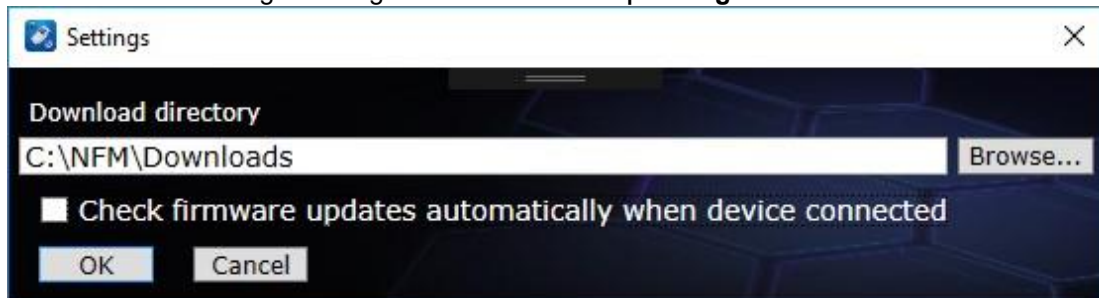 Settings
Download directory
C:\NFM\Downloads
Browse...
Check firmware updates automatically when device connected
OK
Cancel